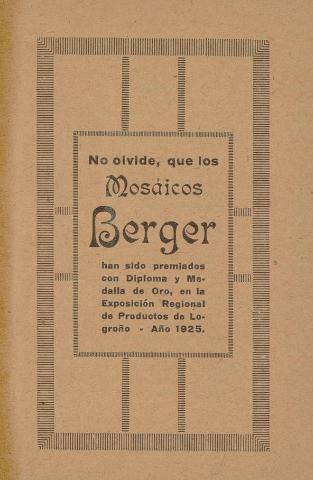 No olvide, que los
Mosáicos
Berger
han sido premiados
con Diploma y Me-
dalla de Oro, en la
Exposición Regional
de Productos de Lo-
groño - Año 1925.